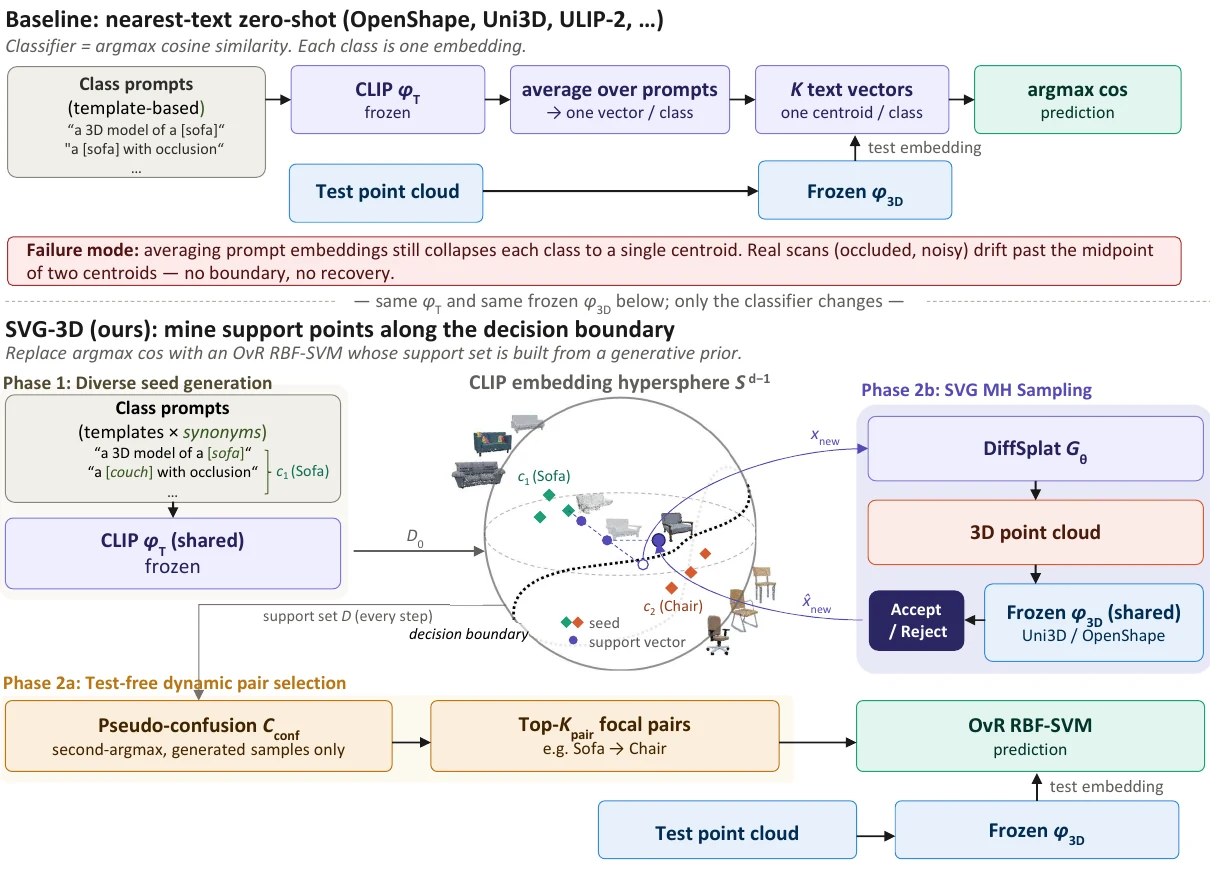 Baseline: nearest-text zero-shot (OpenShape, Uni3D, ULIP-2, ...)
Classifier = argmax cosine similarity. Each class is one embedding.
Class prompts
(template-based)
“a 3D model of a [sofa]“
"a [sofa] with occlusion“
...
CLIP φT
frozen
average over prompts
→ one vector / class
K text vectors
one centroid / class
argmax cos
prediction
test embedding
Test point cloud
Frozen φ3D
Failure mode: averaging prompt embeddings still collapses each class to a single centroid. Real scans (occluded, noisy) drift past the midpoint
of two centroids — no boundary, no recovery.
— same φT and same frozen φ3D below; only the classifier changes —
SVG-3D (ours): mine support points along the decision boundary
Replace argmax cos with an OvR RBF-SVM whose support set is built from a generative prior.
Phase 1: Diverse seed generation
Class prompts
(templates × synonyms)
“a 3D model of a [sofa]“
“a [couch] with occlusion“
...
c1 (Sofa)
CLIP φT (shared)
frozen
D0
CLIP embedding hypersphere S d−1
c1 (Sofa)
c2 (Chair)
seed
support vector
decision boundary
xnew
x̂new
Phase 2b: SVG MH Sampling
DiffSplat Gθ
3D point cloud
Frozen φ3D (shared)
Uni3D / OpenShape
Accept
/ Reject
support set D (every step)
Phase 2a: Test-free dynamic pair selection
Pseudo-confusion Cconf
second-argmax, generated samples only
Top-Kpair focal pairs
e.g. Sofa → Chair
OvR RBF-SVM
prediction
test embedding
Test point cloud
Frozen φ3D